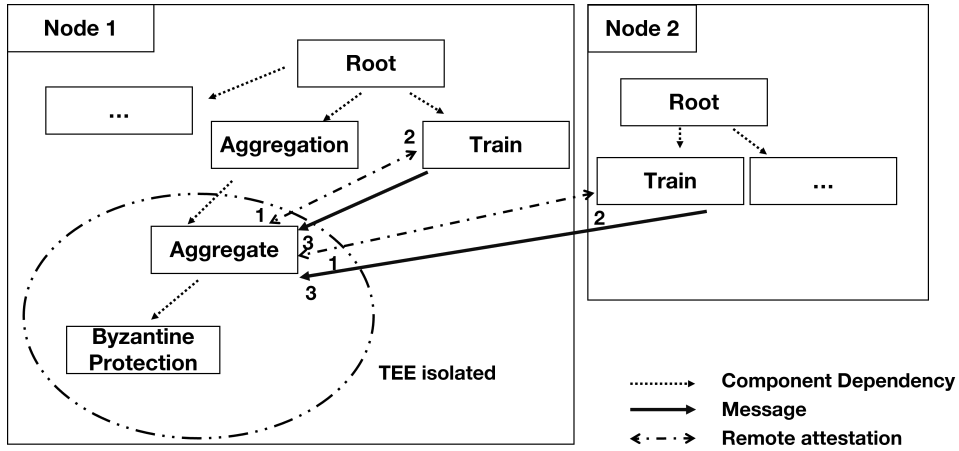 Node 1
Root
...
Aggregation
2
Train
1
3
Aggregate
1
3
Byzantine
Protection
TEE isolated
Node 2
Root
Train
...
2
Component Dependency
Message
Remote attestation